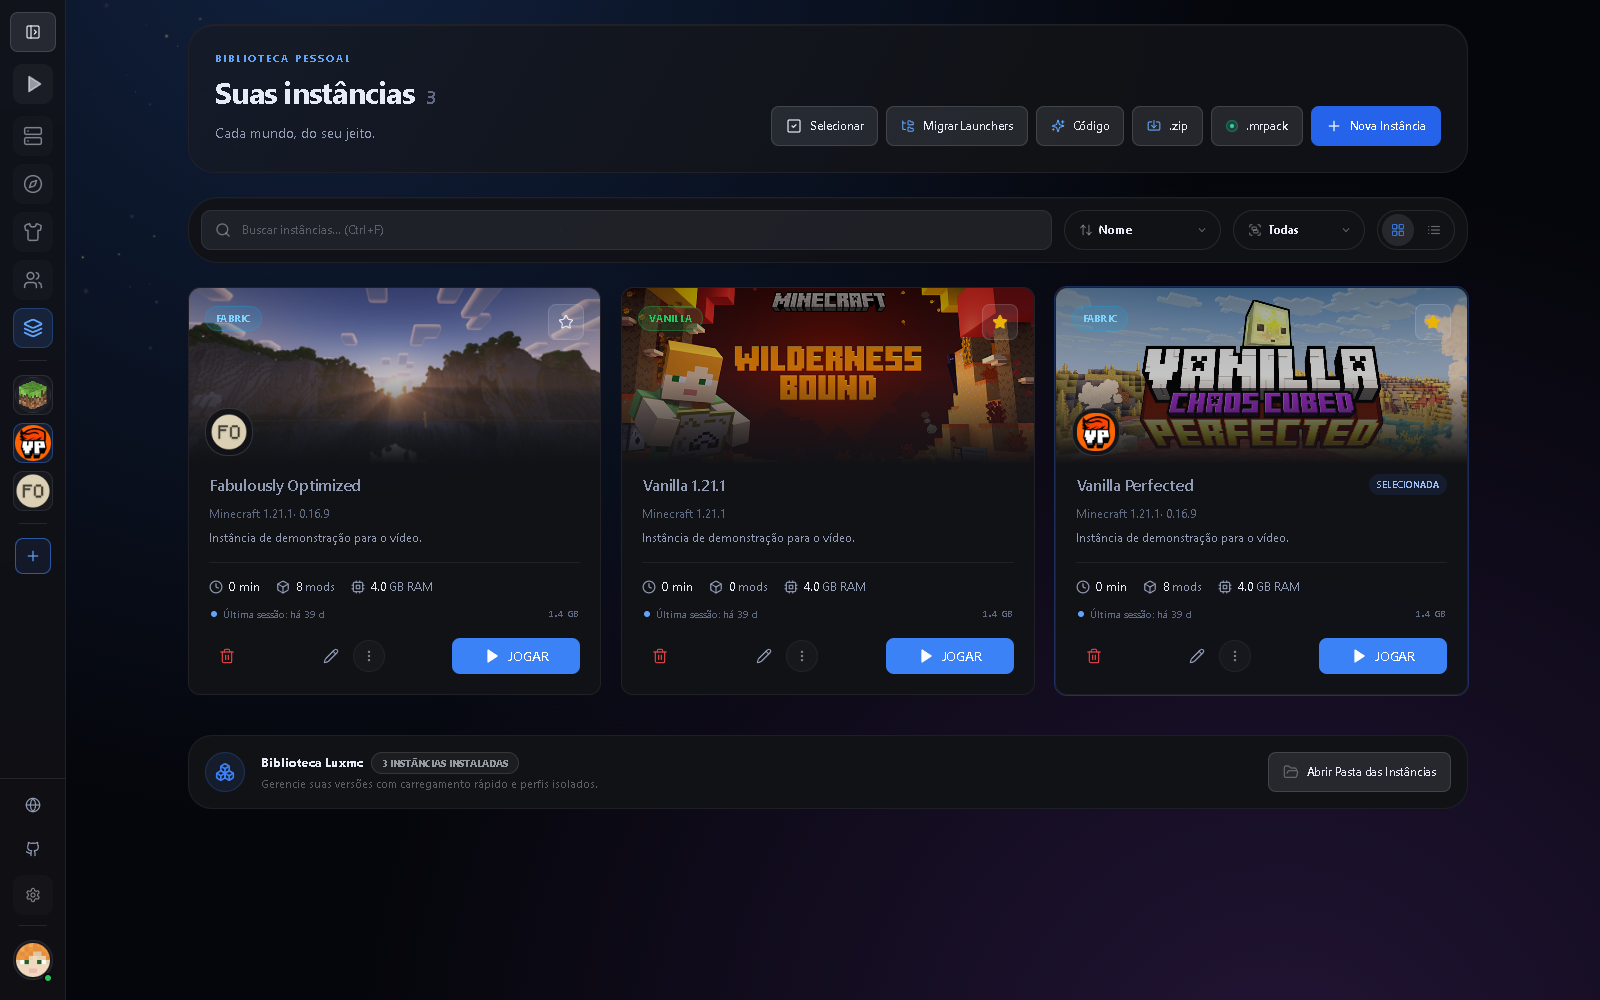 BIBLIOTECA PESSOAL
Suas instâncias 3
Cada mundo, do seu jeito.
Selecionar
Migrar Launchers
Código
.zip
.mrpack
Nova Instância
Buscar instâncias... (Ctrl+F)
Nome
Todas
FABRIC
FO
Fabulously Optimized
Minecraft 1.21.1· 0.16.9
Instância de demonstração para o vídeo.
0 min 8 mods 4.0 GB RAM
Última sessão: há 39 d 1.4 GB
JOGAR
VANILLA
MINECRAFT
WILDERNESS
BOUND
Vanilla 1.21.1
Minecraft 1.21.1
Instância de demonstração para o vídeo.
0 min 0 mods 4.0 GB RAM
Última sessão: há 39 d 1.4 GB
JOGAR
FABRIC
VANILLA
CHAOS CUBED
PERFECTED
VP
Vanilla Perfected
SELECIONADA
Minecraft 1.21.1· 0.16.9
Instância de demonstração para o vídeo.
0 min 8 mods 4.0 GB RAM
Última sessão: há 39 d 1.4 GB
JOGAR
VP
FO
Biblioteca Luxmc 3 INSTÂNCIAS INSTALADAS
Gerencie suas versões com carregamento rápido e perfis isolados.
Abrir Pasta das Instâncias